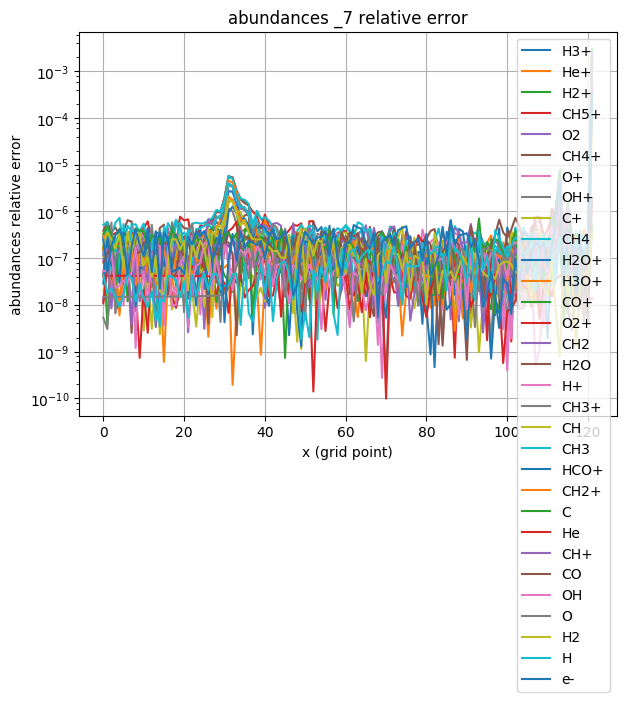 abundances _7 relative error
abundances relative error
10⁻³
10⁻⁴
10⁻⁵
10⁻⁶
10⁻⁷
10⁻⁸
10⁻⁹
10⁻¹⁰
0
20
40
60
80
100
120
x (grid point)
H3+
He+
H2+
CH5+
O2
CH4+
O+
OH+
C+
CH4
H2O+
H3O+
CO+
O2+
CH2
H2O
H+
CH3+
CH
CH3
HCO+
CH2+
C
He
CH+
CO
OH
O
H2
H
e-